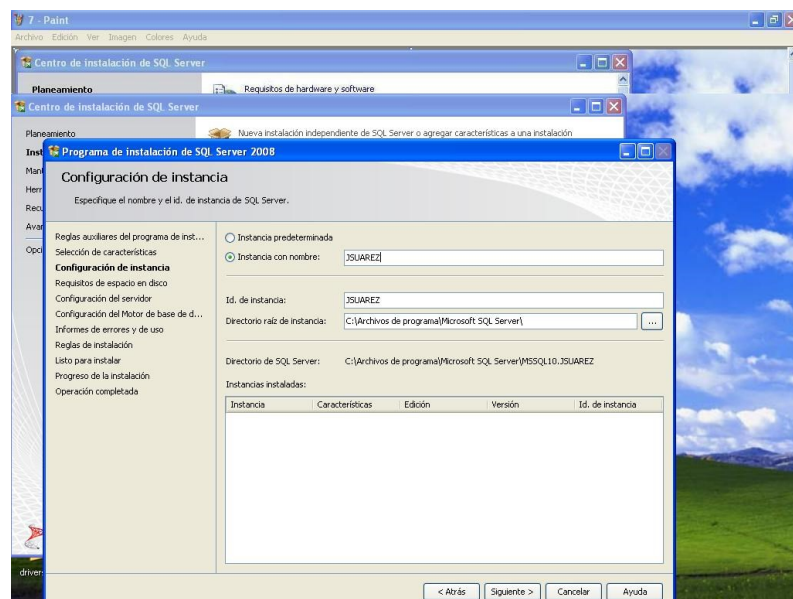 7 - Paint
Archivo Edición Ver Imagen Colores Ayuda
Centro de instalación de SQL Server
Planeamiento
Requisitos de hardware y software
Centro de instalación de SQL Server
Planeamiento
Nueva instalación independiente de SQL Server o agregar características a una instalación
Inst
Programa de instalación de SQL Server 2008
Mant
Herr
Recu
Avan
Opci
Configuración de instancia
Especifique el nombre y el id. de instancia de SQL Server.
Reglas auxiliares del programa de inst...
Selección de características
Configuración de instancia
Requisitos de espacio en disco
Configuración del servidor
Configuración del Motor de base de d...
Informes de errores y de uso
Reglas de instalación
Listo para instalar
Progreso de la instalación
Operación completada
Instancia predeterminada
Instancia con nombre: JSUAREZ
Id. de instancia: JSUAREZ
Directorio raíz de instancia: C:\Archivos de programa\Microsoft SQL Server\ ...
Directorio de SQL Server: C:\Archivos de programa\Microsoft SQL Server\MSSQL10.JSUAREZ
Instancias instaladas:
Instancia Características Edición Versión Id. de instancia
driver
< Atrás Siguiente > Cancelar Ayuda